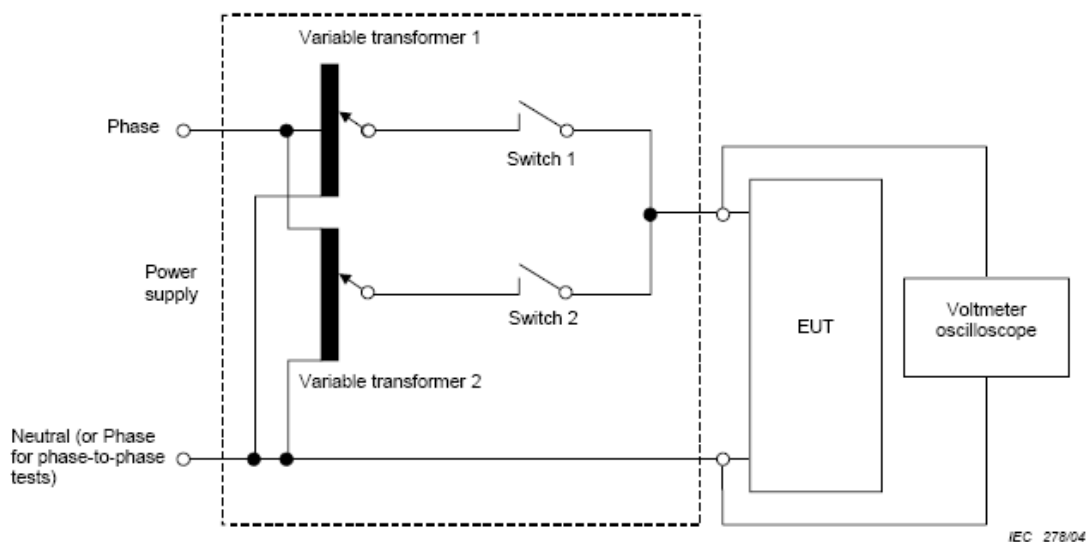 Variable transformer 1
Phase
Switch 1
Power
supply
Switch 2
EUT
Voltmeter
oscilloscope
Variable transformer 2
Neutral (or Phase
for phase-to-phase
tests)
IEC 278/04